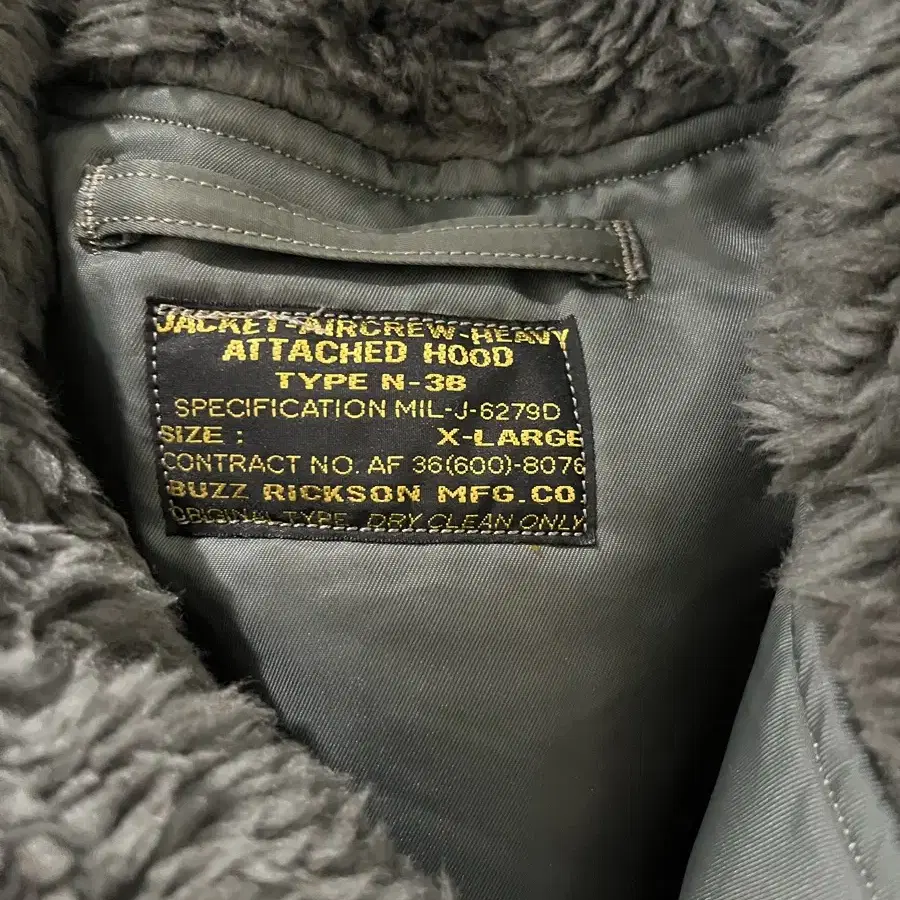 JACKET-AIRCREW-HEAVY
ATTACHED HOOD
TYPE N-3B
SPECIFICATION MIL-J-6279D
SIZE : X-LARGE
CONTRACT NO. AF 36(600)-8076
BUZZ RICKSON MFG. CO.
ORIGINAL TYPE DRY CLEAN ONLY